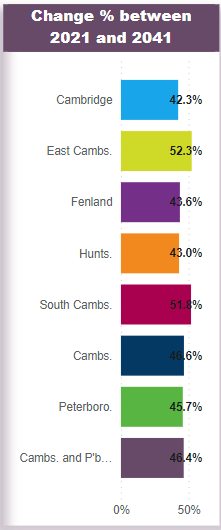 Change % between
2021 and 2041
Cambridge 42.3%
East Cambs. 52.3%
Fenland 43.6%
Hunts. 43.0%
South Cambs. 51.8%
Cambs. 46.6%
Peterboro. 45.7%
Cambs. and P'b... 46.4%
0% 50%